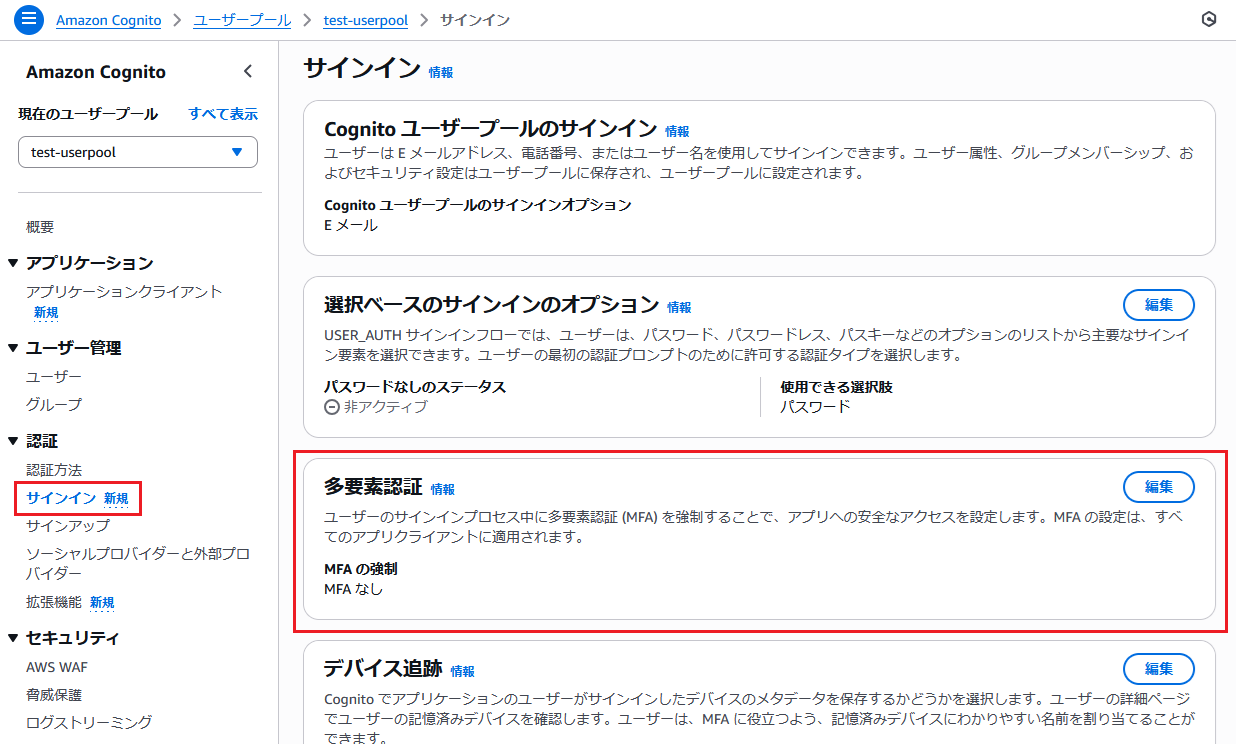 Amazon Cognito > ユーザープール > test-userpool > サインイン
Amazon Cognito
現在のユーザープール すべて表示
test-userpool
概要
アプリケーション
アプリケーションクライアント
新規
ユーザー管理
ユーザー
グループ
認証
認証方法
サインイン 新規
サインアップ
ソーシャルプロバイダーと外部プロ
バイダー
拡張機能 新規
セキュリティ
AWS WAF
脅威保護
ログストリーミング
サインイン 情報
Cognito ユーザープールのサインイン 情報
ユーザーは E メールアドレス、電話番号、またはユーザー名を使用してサインインできます。ユーザー属性、グループメンバーシップ、お
よびセキュリティ設定はユーザープールに保存され、ユーザープールに設定されます。
Cognito ユーザープールのサインインオプション
E メール
選択ベースのサインインのオプション 情報
編集
USER_AUTH サインインフローでは、ユーザーは、パスワード、パスワードレス、パスキーなどのオプションのリストから主要なサインイ
ン要素を選択できます。ユーザーの最初の認証プロンプトのために許可する認証タイプを選択します。
パスワードなしのステータス
非アクティブ
使用できる選択肢
パスワード
多要素認証 情報
編集
ユーザーのサインインプロセス中に多要素認証 (MFA) を強制することで、アプリへの安全なアクセスを設定します。MFA の設定は、すべ
てのアプリクライアントに適用されます。
MFA の強制
MFA なし
デバイス追跡 情報
編集
Cognito でアプリケーションのユーザーがサインインしたデバイスのメタデータを保存するかどうかを選択します。ユーザーの詳細ページ
でユーザーの記憶済みデバイスを確認します。ユーザーは、MFA に役立つよう、記憶済みデバイスにわかりやすい名前を割り当てることが
できます。